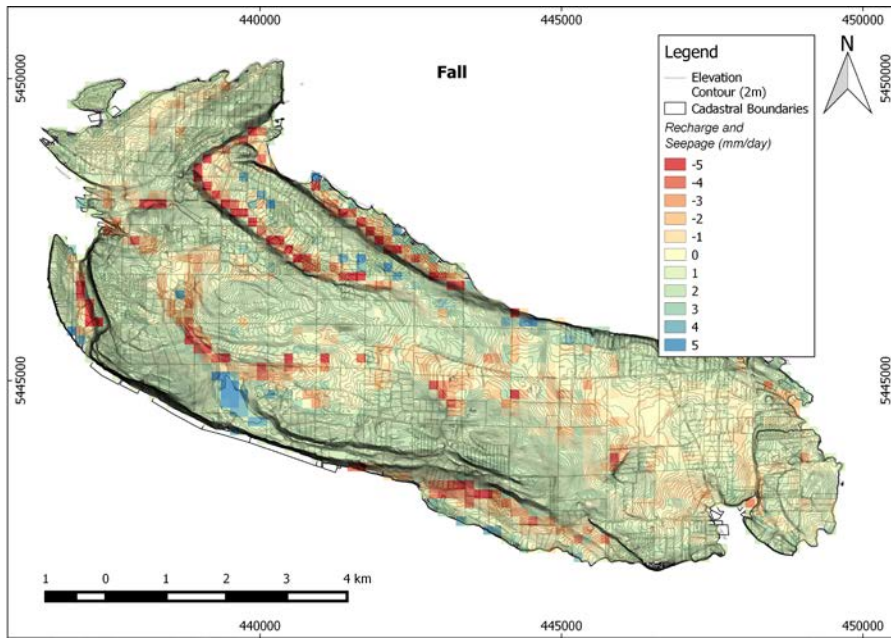 440000 445000 450000
Fall
N
Legend
Elevation
Contour (2m)
Cadastral Boundaries
Recharge and
Seepage (mm/day)
-5
-4
-3
-2
-1
0
1
2
3
4
5
5450000 5450000
5445000 5445000
1 0 1 2 3 4 km
440000 445000 450000